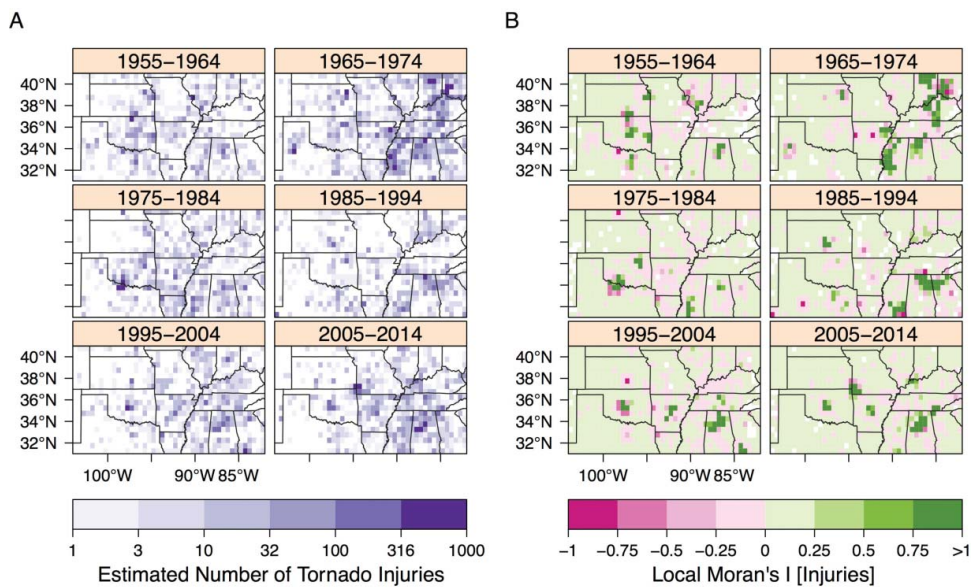 A
1955−1964 1965−1974
40°N
38°N
36°N
34°N
32°N
1975−1984 1985−1994
1995−2004 2005−2014
40°N
38°N
36°N
34°N
32°N
100°W 90°W 85°W
1 3 10 32 100 316 1000
Estimated Number of Tornado Injuries
B
1955−1964 1965−1974
40°N
38°N
36°N
34°N
32°N
1975−1984 1985−1994
1995−2004 2005−2014
40°N
38°N
36°N
34°N
32°N
100°W 90°W 85°W
−1 −0.75 −0.5 −0.25 0 0.25 0.5 0.75 >1
Local Moran's I [Injuries]